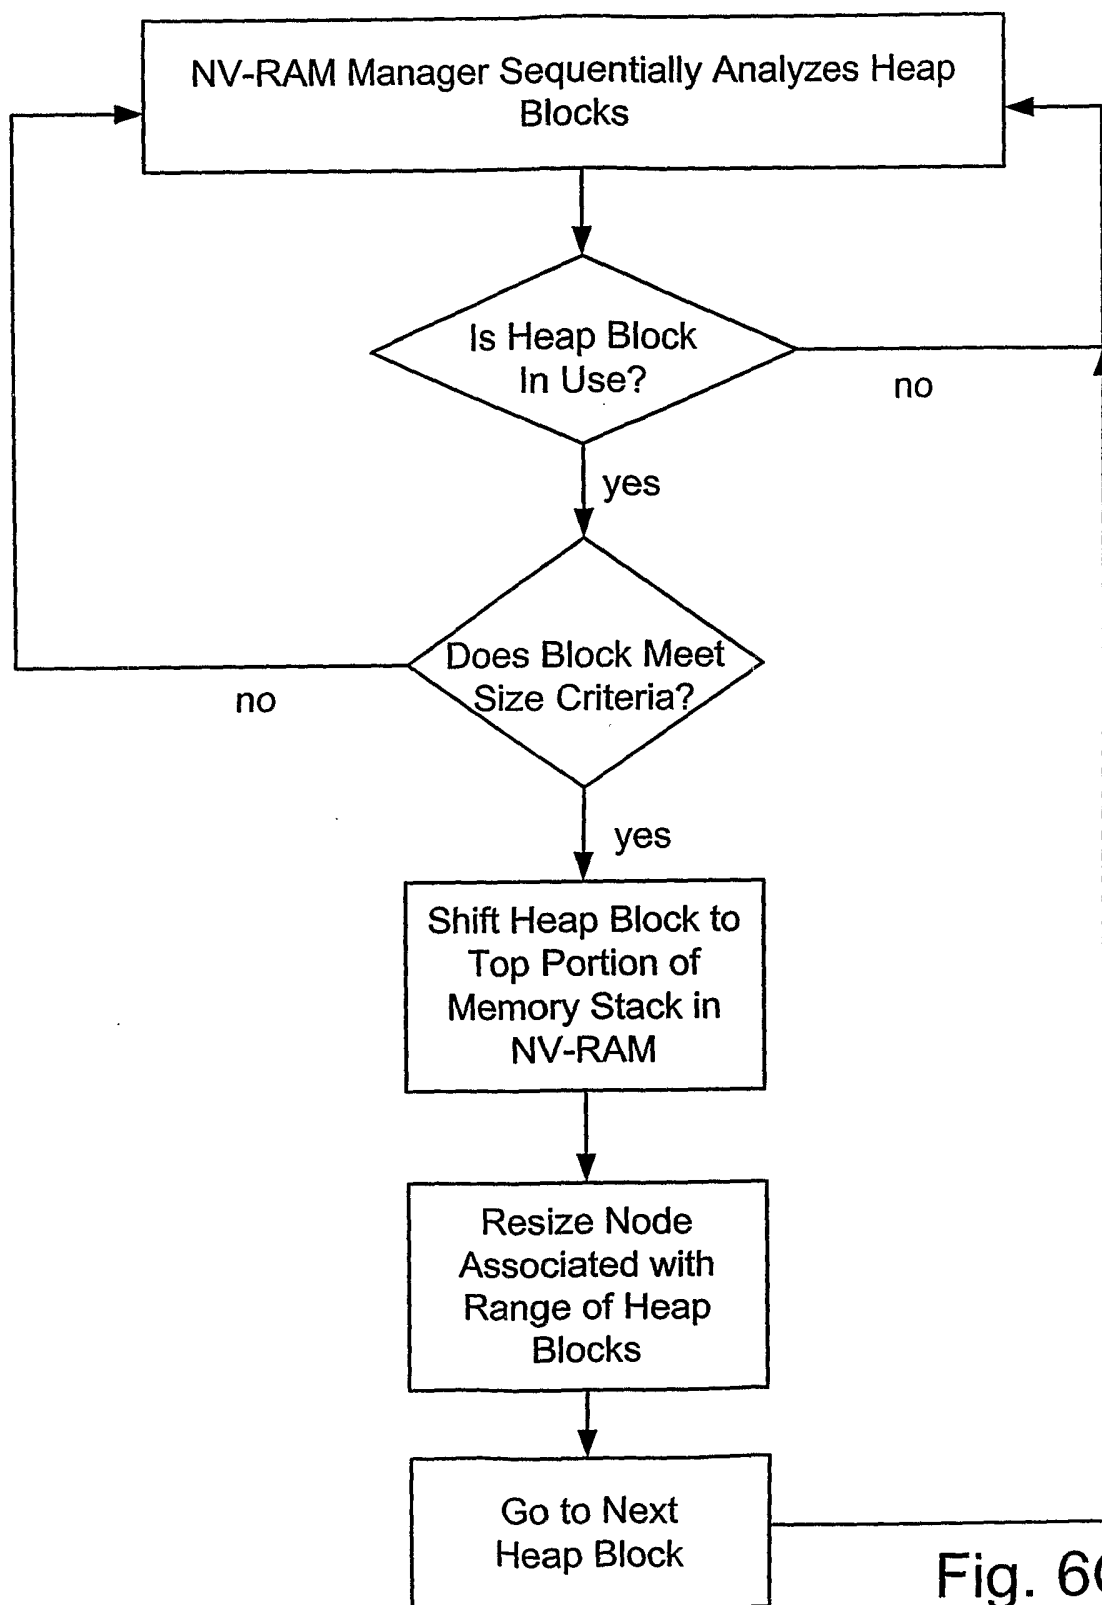 NV-RAM Manager Sequentially Analyzes Heap
Blocks
Is Heap Block
In Use?
no
yes
Does Block Meet
Size Criteria?
no
yes
Shift Heap Block to
Top Portion of
Memory Stack in
NV-RAM
Resize Node
Associated with
Range of Heap
Blocks
Go to Next
Heap Block
Fig.